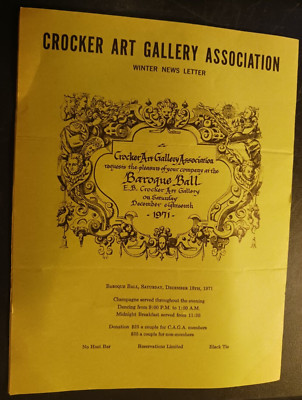 CROCKER ART GALLERY ASSOCIATION
WINTER NEWS LETTER
the
Crocker Art Gallery Association
requests the pleasure of your company at the
Baroque Ball
E.B. Crocker Art Gallery
on Saturday
December eighteenth
-1971-
BAROQUE BALL, SATURDAY, DECEMBER 18TH, 1971
Champagne served throughout the evening
Dancing from 9:00 P.M. to 1:00 A.M.
Midnight Breakfast served from 11:30
Donation a couple for C.A.G.A. members
a couple for non-members
No Host Bar
Reservations Limited
Black Tie